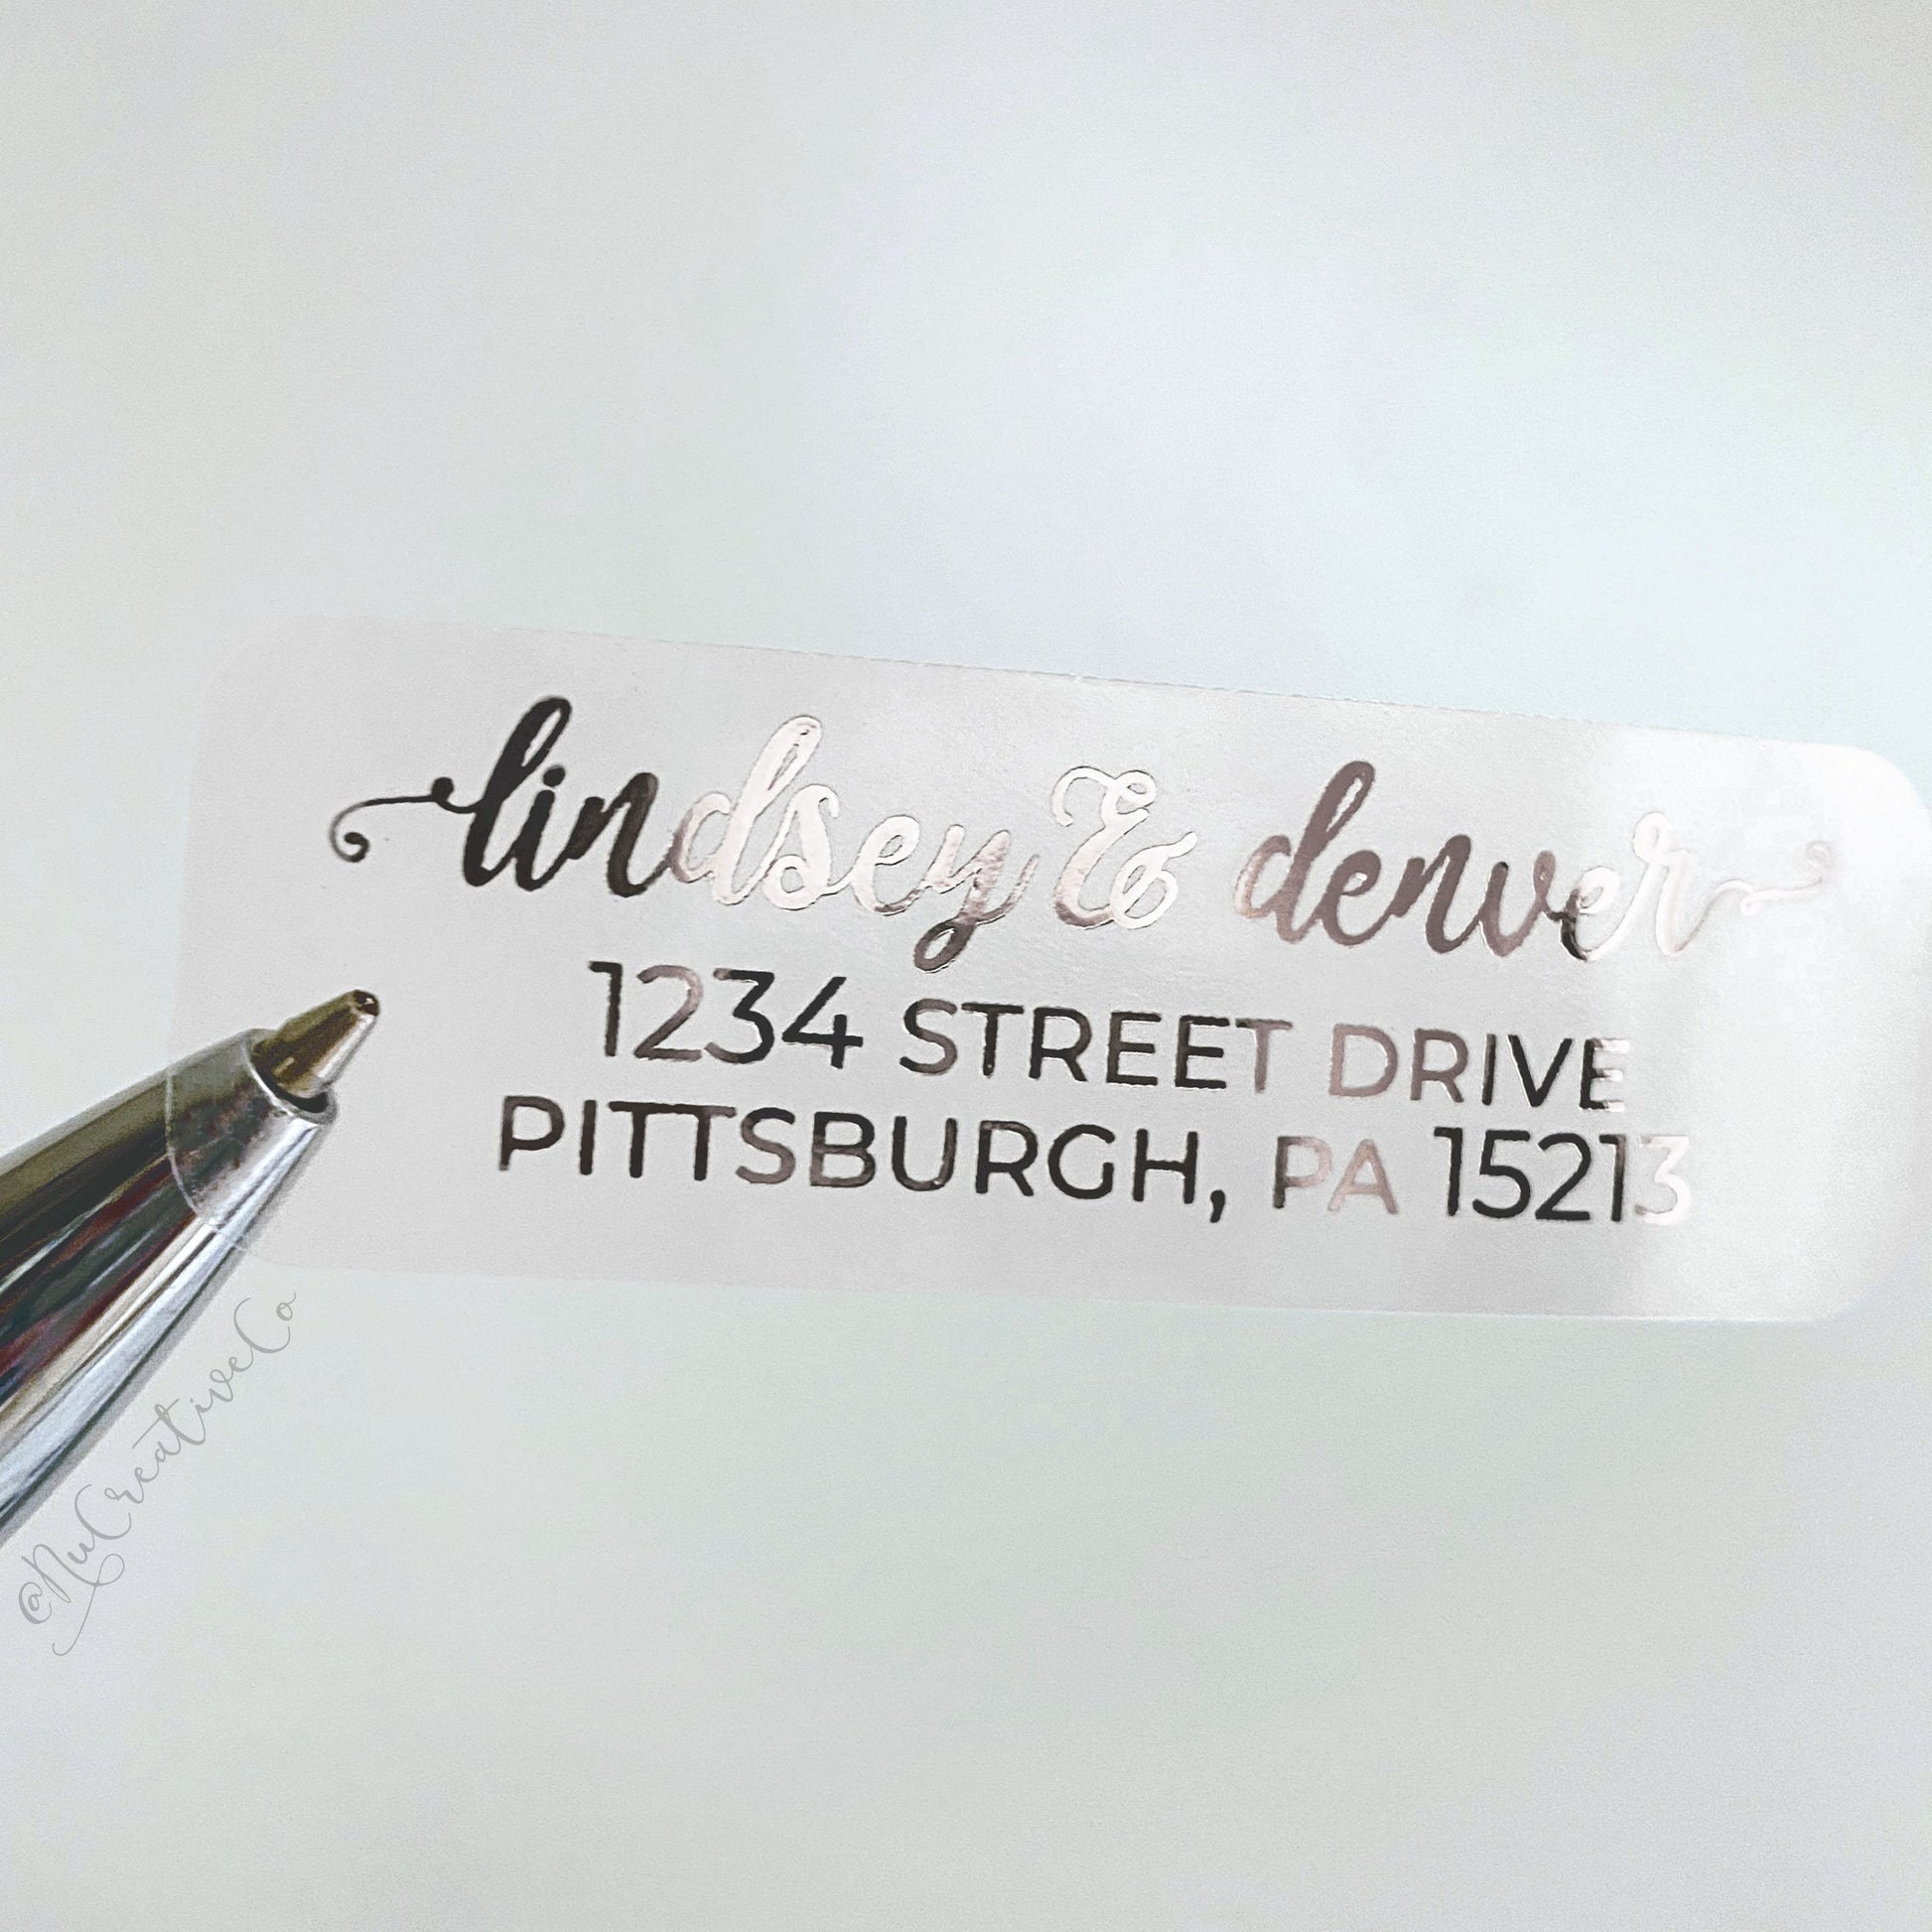 lindsey & denver
1234 STREET DRIVE
PITTSBURGH, PA 15213
@NuCreativeCo